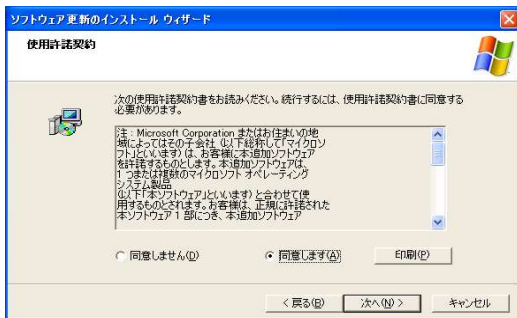 ソフトウェア更新のインストール ウィザード
使用許諾契約
次の使用許諾契約書をお読みください。続行するには、使用許諾契約書に同意する
必要があります。
注 : Microsoft Corporation またはお住まいの地
域によってはその子会社 (以下総称して「マイクロソ
フト」といいます) は、お客様に本追加ソフトウェア
を許諾するものとします。本追加ソフトウェアは、
1 つまたは複数のマイクロソフト オペレーティング
システム製品
(以下「本ソフトウェア」といいます) と合わせて使
用するものとされます。お客様は、正規に許諾された
本ソフトウェア 1 部につき、本追加ソフトウェア
同意しません(D)
同意します(A)
印刷(P)
< 戻る(B)
次へ(N) >
キャンセル